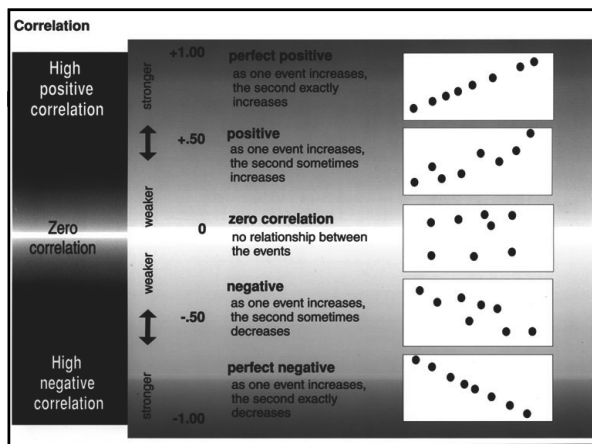 Correlation
High
positive
correlation
stronger
+1.00
perfect positive
as one event increases,
the second exactly
increases
+.50
positive
as one event increases,
the second sometimes
increases
weaker
Zero
correlation
0
zero correlation
no relationship between
the events
weaker
negative
as one event increases,
the second sometimes
decreases
-.50
High
negative
correlation
stronger
perfect negative
as one event increases,
the second exactly
decreases
-1.00